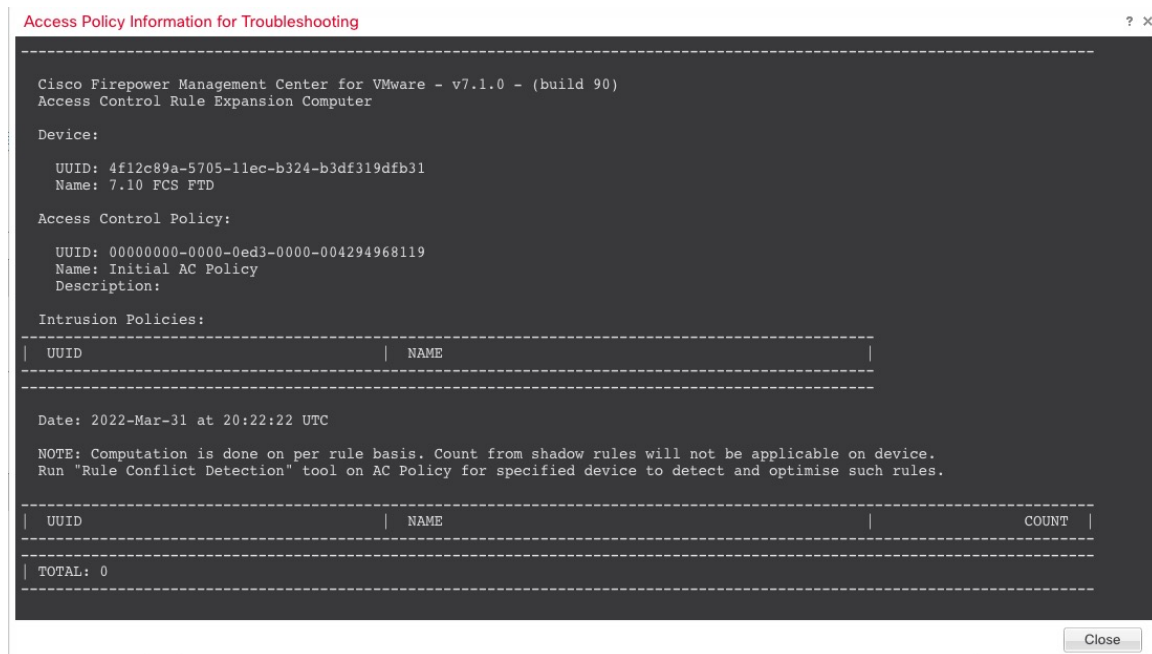 Access Policy Information for Troubleshooting ? ×
Cisco Firepower Management Center for VMware - v7.1.0 - (build 90)
Access Control Rule Expansion Computer
Device:
UUID: 4f12c89a-5705-11ec-b324-b3df319dfb31
Name: 7.10 FCS FTD
Access Control Policy:
UUID: 00000000-0000-0ed3-0000-004294968119
Name: Initial AC Policy
Description:
Intrusion Policies:
| UUID | NAME |
Date: 2022-Mar-31 at 20:22:22 UTC
NOTE: Computation is done on per rule basis. Count from shadow rules will not be applicable on device.
Run "Rule Conflict Detection" tool on AC Policy for specified device to detect and optimise such rules.
| UUID | NAME | COUNT |
| TOTAL: 0
Close